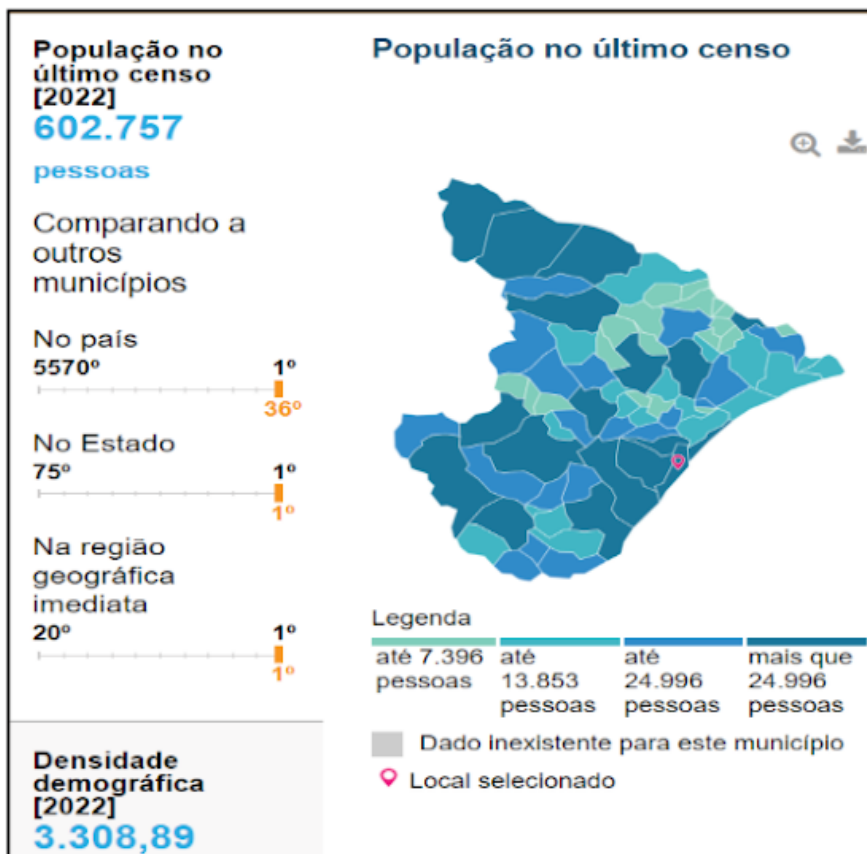 População no
último censo
[2022]
602.757
pessoas
Comparando a
outros
municípios
No país
5570º 1º
36º
No Estado
75º 1º
1º
Na região
geográfica
imediata
20º 1º
1º
Densidade
demográfica
[2022]
3.308,89
População no último censo
Legenda
até 7.396
pessoas
até
13.853
pessoas
até
24.996
pessoas
mais que
24.996
pessoas
Dado inexistente para este município
Local selecionado